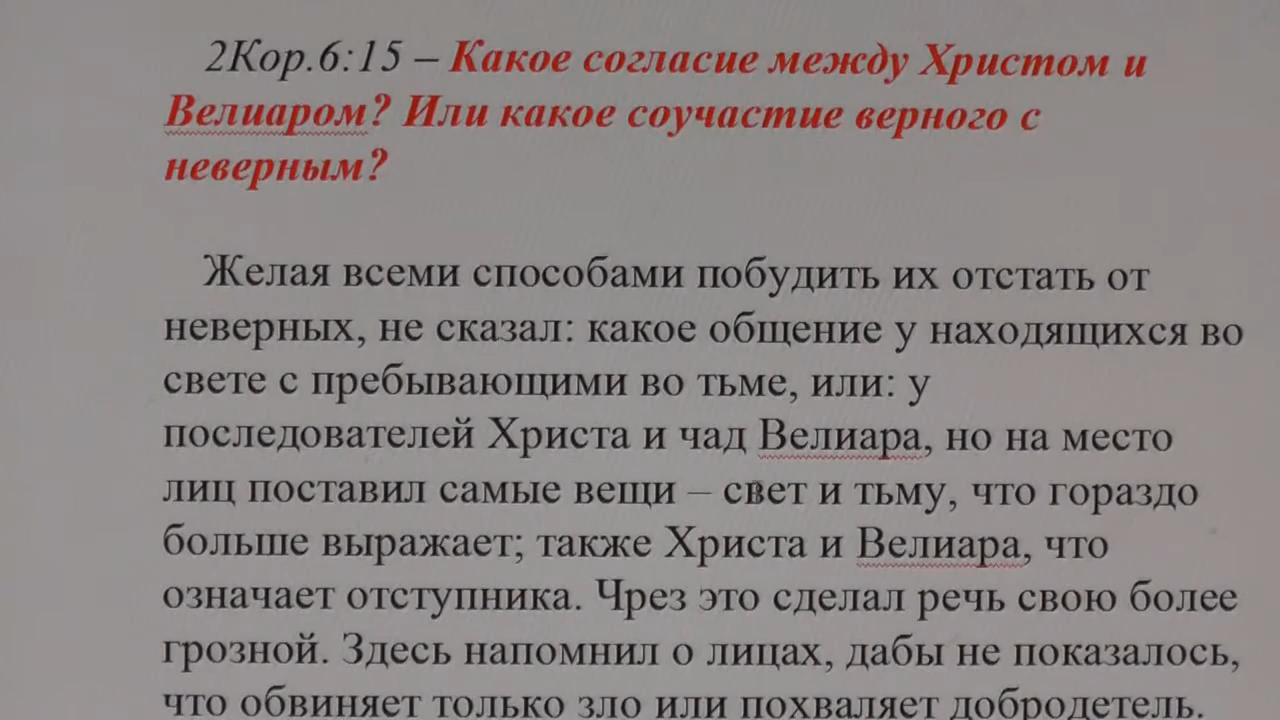 2Кор.6:15 – Какое согласие между Христом и
Велиаром? Или какое соучастие верного с
неверным?
Желая всеми способами побудить их отстать от
неверных, не сказал: какое общение у находящихся во
свете с пребывающими во тьме, или: у
последователей Христа и чад Велиара, но на место
лиц поставил самые вещи – свет и тьму, что гораздо
больше выражает; также Христа и Велиара, что
означает отступника. Чрез это сделал речь свою более
грозной. Здесь напомнил о лицах, дабы не показалось,
что обвиняет только зло или похваляет добродетель.